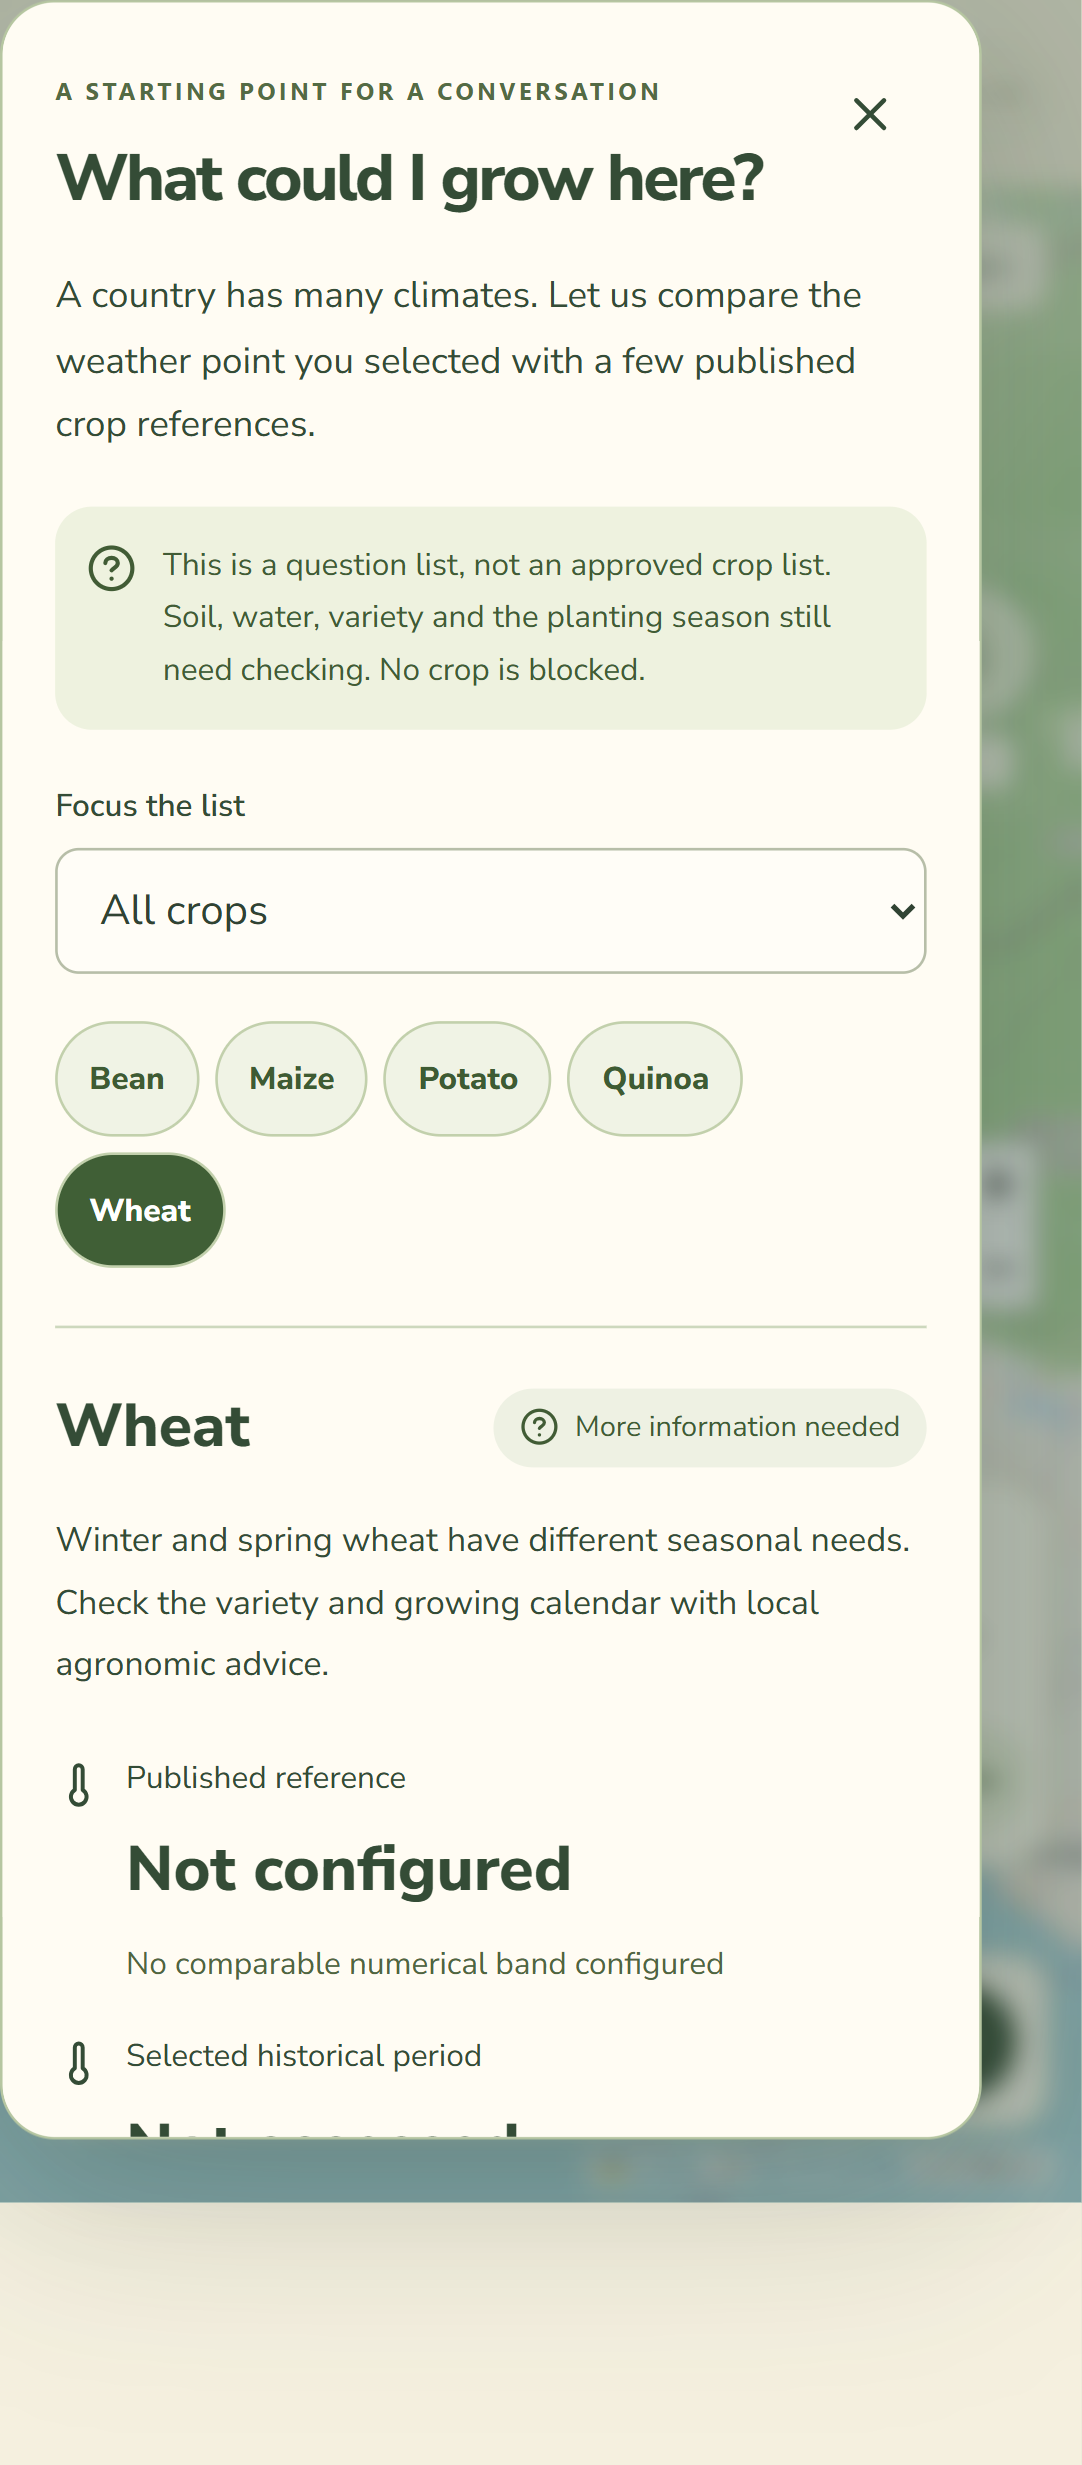 A STARTING POINT FOR A CONVERSATION
What could I grow here?
A country has many climates. Let us compare the
weather point you selected with a few published
crop references.
This is a question list, not an approved crop list.
Soil, water, variety and the planting season still
need checking. No crop is blocked.
Focus the list
All crops
Bean
Maize
Potato
Quinoa
Wheat
Wheat
More information needed
Winter and spring wheat have different seasonal needs.
Check the variety and growing calendar with local
agronomic advice.
Published reference
Not configured
No comparable numerical band configured
Selected historical period